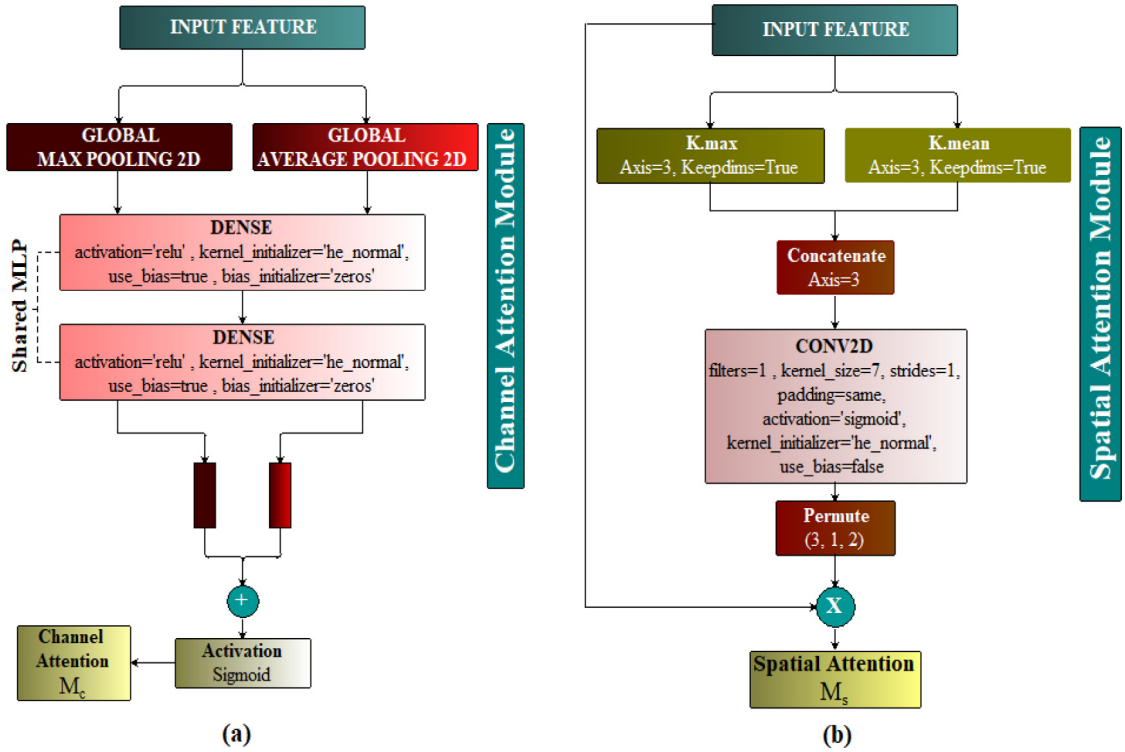 INPUT FEATURE
GLOBAL
MAX POOLING 2D
GLOBAL
AVERAGE POOLING 2D
DENSE
activation='relu' , kernel_initializer='he_normal',
use_bias=true , bias_initializer='zeros'
Shared MLP
DENSE
activation='relu' , kernel_initializer='he_normal',
use_bias=true , bias_initializer='zeros'
+
Activation
Sigmoid
Channel
Attention
Mc
Channel Attention Module
(a)
INPUT FEATURE
K.max
Axis=3, Keepdims=True
K.mean
Axis=3, Keepdims=True
Concatenate
Axis=3
CONV2D
filters=1 , kernel_size=7, strides=1,
padding=same,
activation='sigmoid',
kernel_initializer='he_normal',
use_bias=false
Permute
(3, 1, 2)
X
Spatial Attention
Ms
Spatial Attention Module
(b)